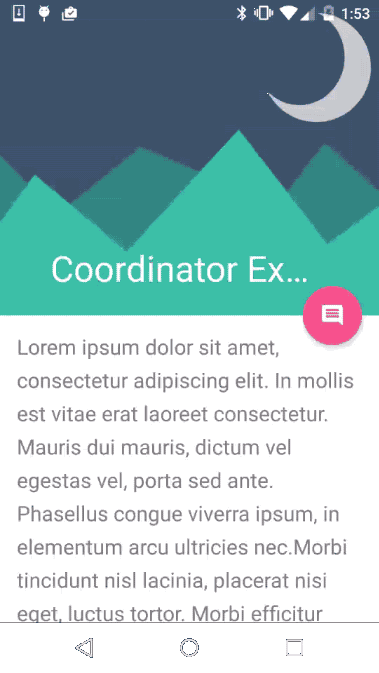 1:53
Coordinator Ex...
Lorem ipsum dolor sit amet,
consectetur adipiscing elit. In mollis
est vitae erat laoreet consectetur.
Mauris dui mauris, dictum vel
egestas vel, porta sed ante.
Phasellus congue viverra ipsum, in
elementum arcu ultricies nec.Morbi
tincidunt nisl lacinia, placerat nisi
eget, luctus tortor. Morbi efficitur